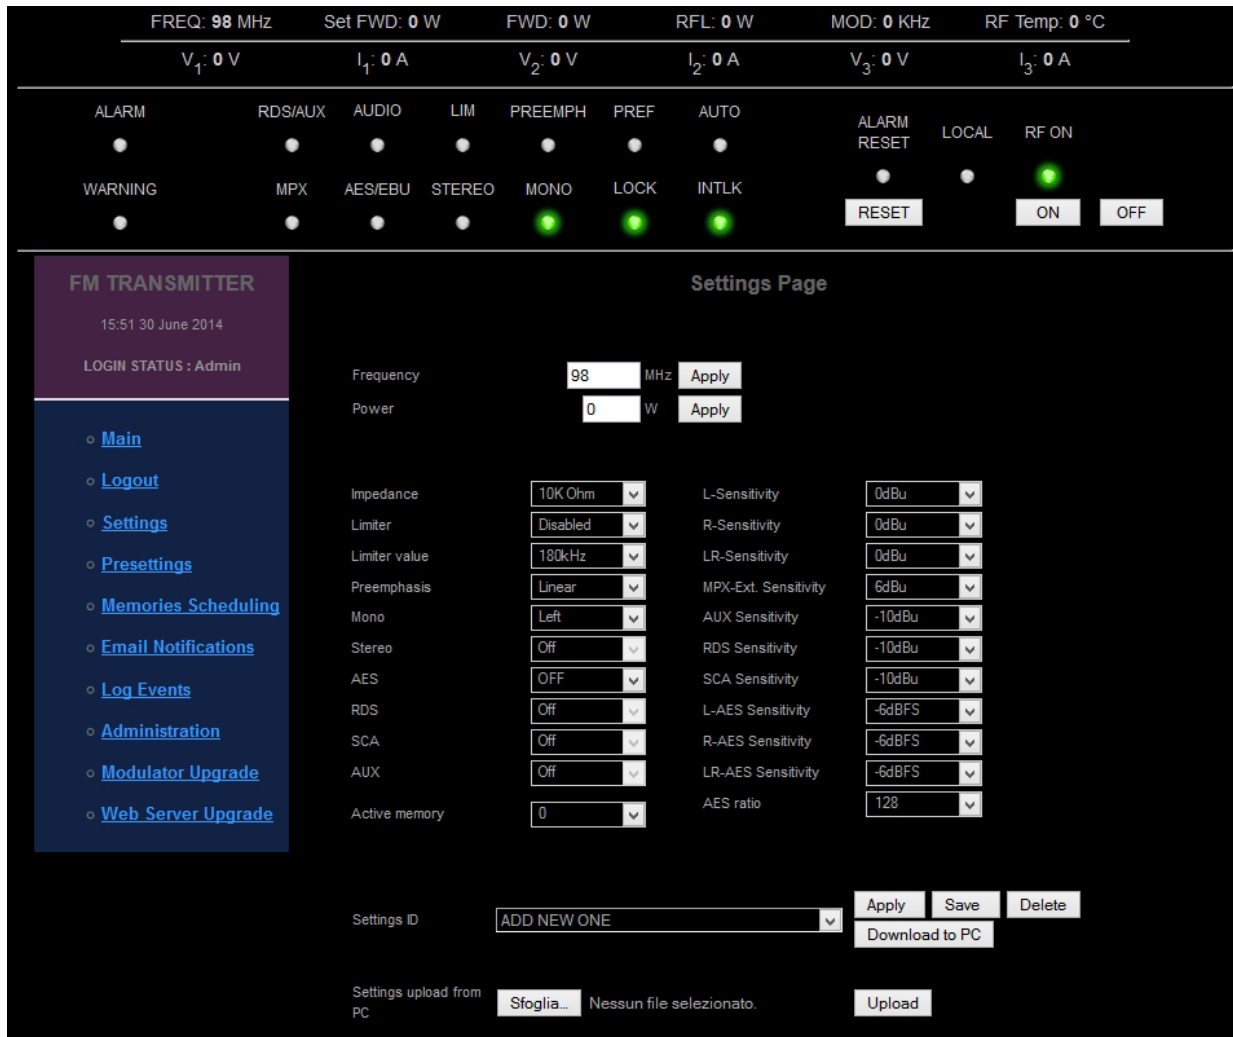 FREQ: 98 MHz Set FWD: 0 W FWD: 0 W RFL: 0 W MOD: 0 KHz RF Temp: 0 °C
V1: 0 V I1: 0 A V2: 0 V I2: 0 A V3: 0 V I3: 0 A
ALARM RDS/AUX AUDIO LIM PREEMPH PREF AUTO
ALARM RESET LOCAL RF ON
WARNING MPX AES/EBU STEREO MONO LOCK INTLK
RESET ON OFF
FM TRANSMITTER
15:51 30 June 2014
LOGIN STATUS : Admin
Main
Logout
Settings
Presettings
Memories Scheduling
Email Notifications
Log Events
Administration
Modulator Upgrade
Web Server Upgrade
Settings Page
Frequency 98 MHz Apply
Power 0 W Apply
Impedance 10K Ohm L-Sensitivity 0dBu
Limiter Disabled R-Sensitivity 0dBu
Limiter value 180kHz LR-Sensitivity 0dBu
Preemphasis Linear MPX-Ext. Sensitivity 6dBu
Mono Left AUX Sensitivity -10dBu
Stereo Off RDS Sensitivity -10dBu
AES OFF SCA Sensitivity -10dBu
RDS Off L-AES Sensitivity -6dBFS
SCA Off R-AES Sensitivity -6dBFS
AUX Off LR-AES Sensitivity -6dBFS
Active memory 0 AES ratio 128
Settings ID ADD NEW ONE Apply Save Delete
Download to PC
Settings upload from
PC
Sfoglia... Nessun file selezionato. Upload